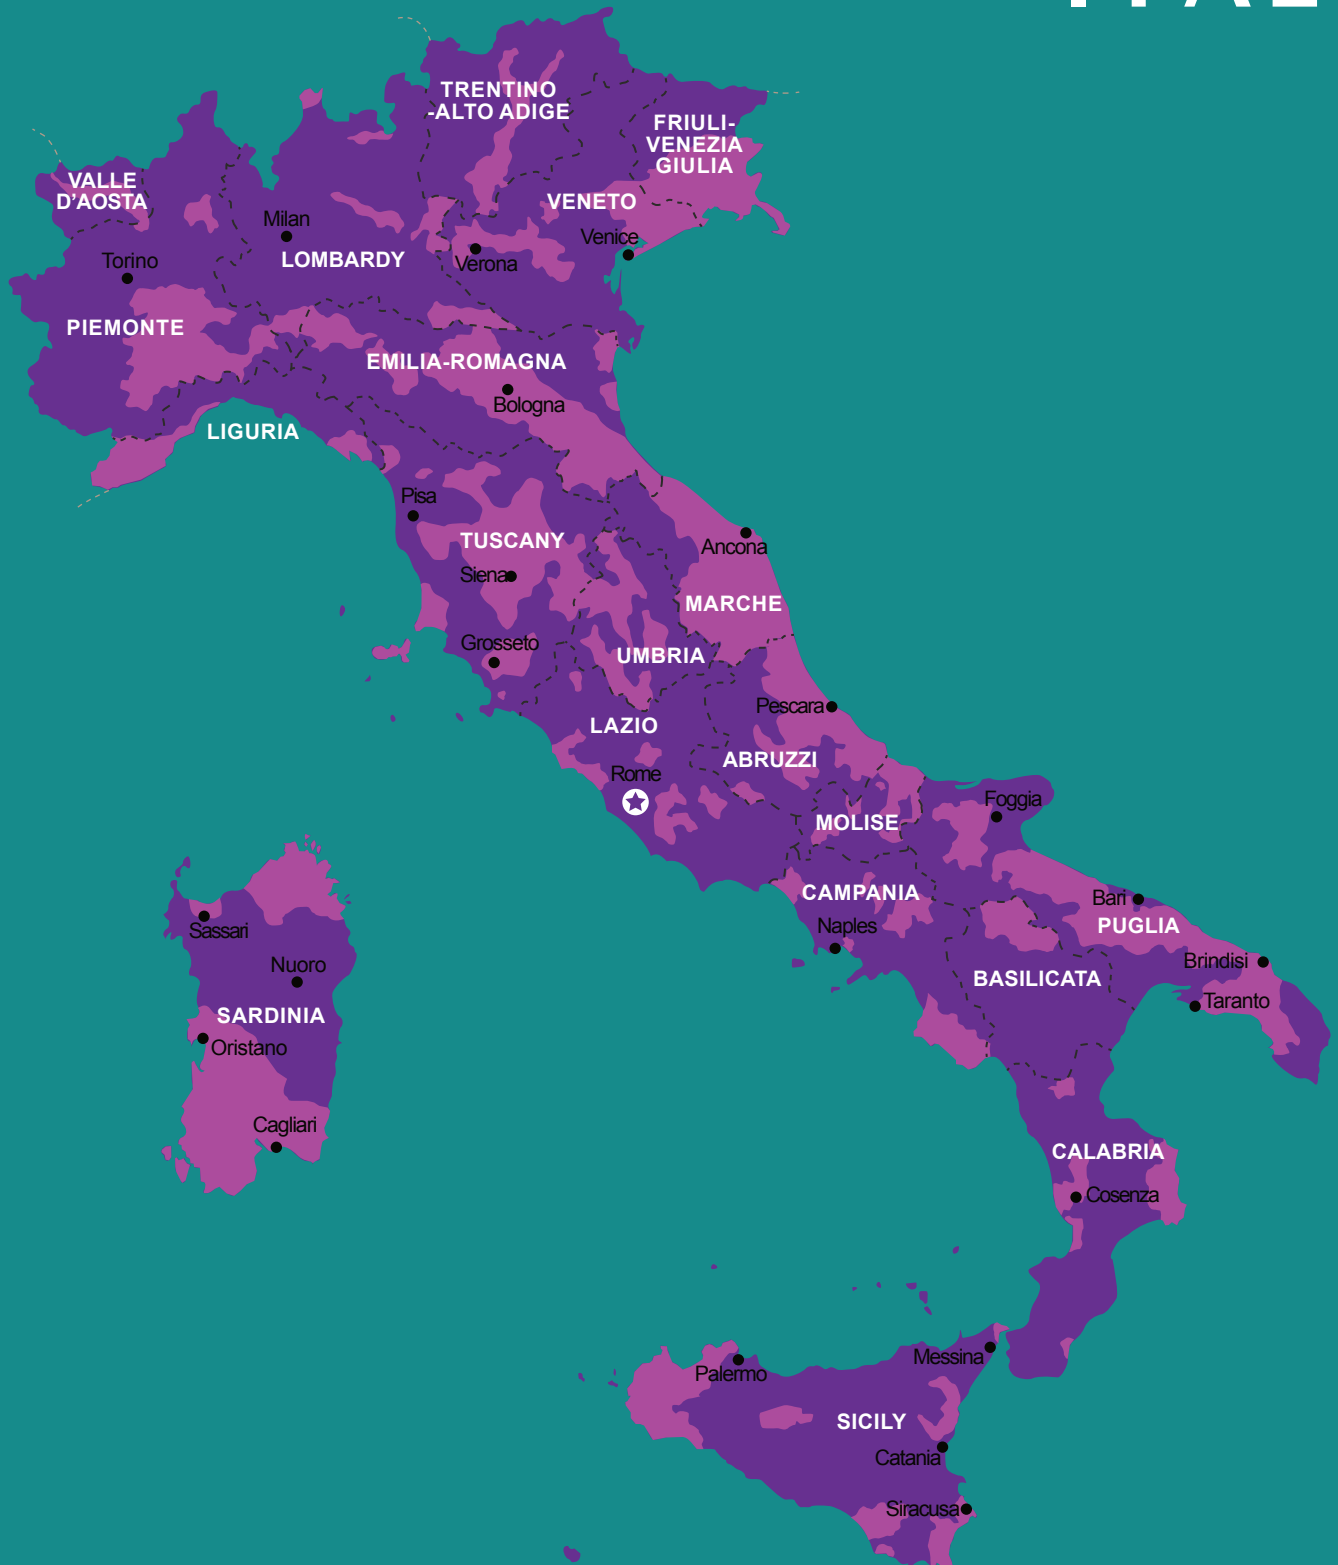 TRENTINO
-ALTO ADIGE
FRIULI-
VENEZIA
GIULIA
VALLE
D'AOSTA
VENETO
Milan
Venice
LOMBARDY
Verona
Torino
PIEMONTE
EMILIA-ROMAGNA
Bologna
LIGURIA
Pisa
TUSCANY
Ancona
Siena
MARCHE
Grosseto
UMBRIA
Pescara
LAZIO
ABRUZZI
Rome
Foggia
MOLISE
CAMPANIA
Bari
Naples
PUGLIA
Sassari
Brindisi
Nuoro
BASILICATA
Taranto
SARDINIA
Oristano
Cagliari
CALABRIA
Cosenza
Messina
Palermo
SICILY
Catania
Siracusa